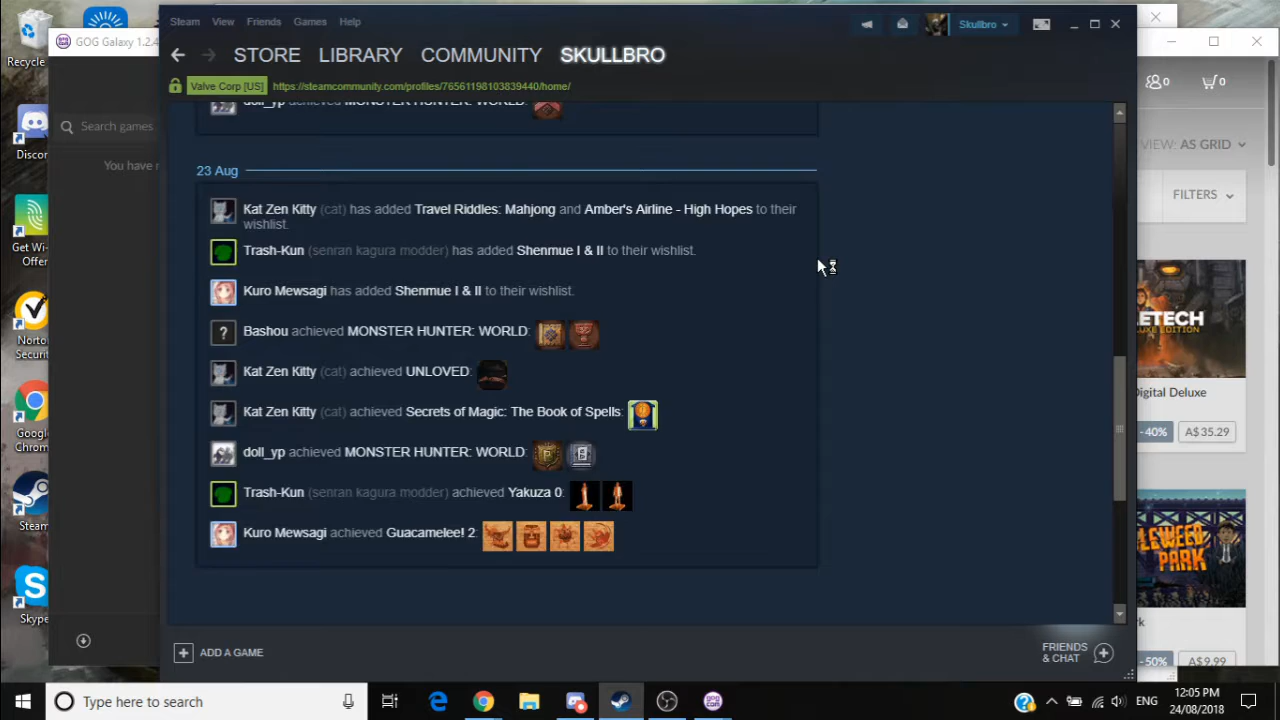 Steam View Friends Games Help
Skullbro
GOG Galaxy 1.2.4
Recycle
STORE LIBRARY COMMUNITY SKULLBRO
Valve Corp [US] https://steamcommunity.com/profiles/76561198103839440/home/
0 0
doll_yp achieved MONSTER HUNTER: WORLD:
Search games
Discor
VIEW: AS GRID
You have
23 Aug
FILTERS
Kat Zen Kitty (cat) has added Travel Riddles: Mahjong and Amber's Airline - High Hopes to their
wishlist.
Trash-Kun (senran kagura modder) has added Shenmue I & II to their wishlist.
Get Wi-
Offer
Kuro Mewsagi has added Shenmue I & II to their wishlist.
Bashou achieved MONSTER HUNTER: WORLD:
Norto
Securit
ETECH
UXE EDITION
Kat Zen Kitty (cat) achieved UNLOVED:
Digital Deluxe
Kat Zen Kitty (cat) achieved Secrets of Magic: The Book of Spells:
Google
Chrom
-40% A$35.29
doll_yp achieved MONSTER HUNTER: WORLD:
Trash-Kun (senran kagura modder) achieved Yakuza 0:
Steam
Kuro Mewsagi achieved Guacamelee! 2:
LEWEED
PARK
Skype
rk
ADD A GAME
FRIENDS
& CHAT
-50% A$9.99
Type here to search
ENG
12:05 PM
24/08/2018